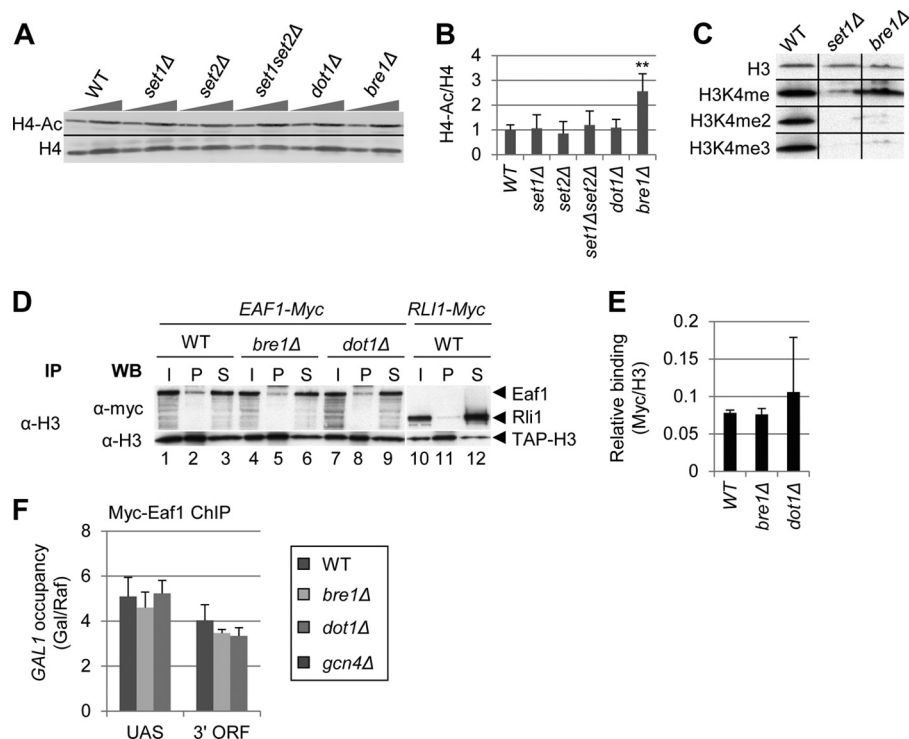 A
WT
set1Δ
set2Δ
set1set2Δ
dot1Δ
bre1Δ
H4-Ac
H4
B
H4-Ac/H4
4
3
2
1
0
**
WT
set1Δ
set2Δ
set1Δset2Δ
dot1Δ
bre1Δ
C
WT
set1Δ
bre1Δ
H3
H3K4me
H3K4me2
H3K4me3
D
EAF1-Myc RLI1-Myc
WT bre1Δ dot1Δ WT
IP WB I P S I P S I P S I P S
α-H3
α-myc
α-H3
Eaf1
Rli1
TAP-H3
1 2 3 4 5 6 7 8 9 10 11 12
E
Relative binding
(Myc/H3)
0.2
0.15
0.1
0.05
0
WT
bre1Δ
dot1Δ
F
Myc-Eaf1 ChIP
GAL1 occupancy
(Gal/Raf)
8
6
4
2
0
UAS 3' ORF
WT
bre1Δ
dot1Δ
gcn4Δ